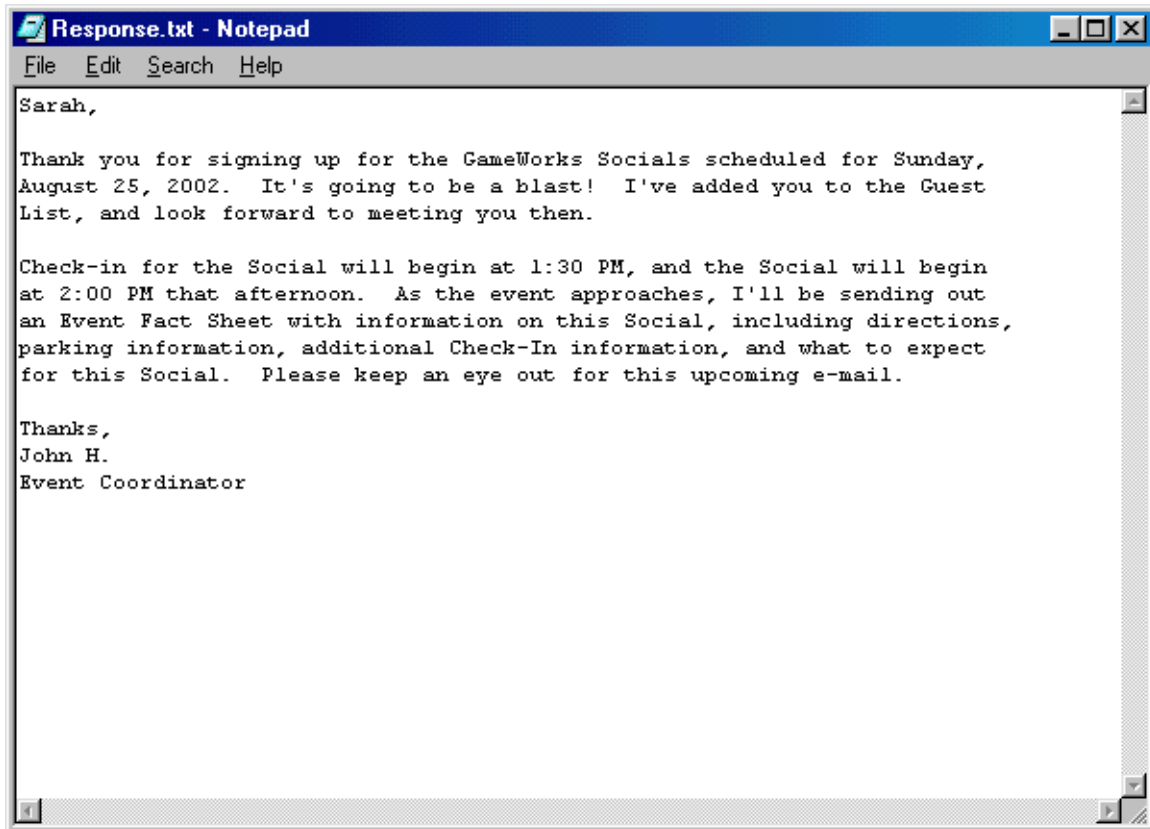 Response.txt - Notepad
File Edit Search Help
Sarah,
Thank you for signing up for the GameWorks Socials scheduled for Sunday,
August 25, 2002.  It's going to be a blast!  I've added you to the Guest
List, and look forward to meeting you then.
Check-in for the Social will begin at 1:30 PM, and the Social will begin
at 2:00 PM that afternoon.  As the event approaches, I'll be sending out
an Event Fact Sheet with information on this Social, including directions,
parking information, additional Check-In information, and what to expect
for this Social.  Please keep an eye out for this upcoming e-mail.
Thanks,
John H.
Event Coordinator